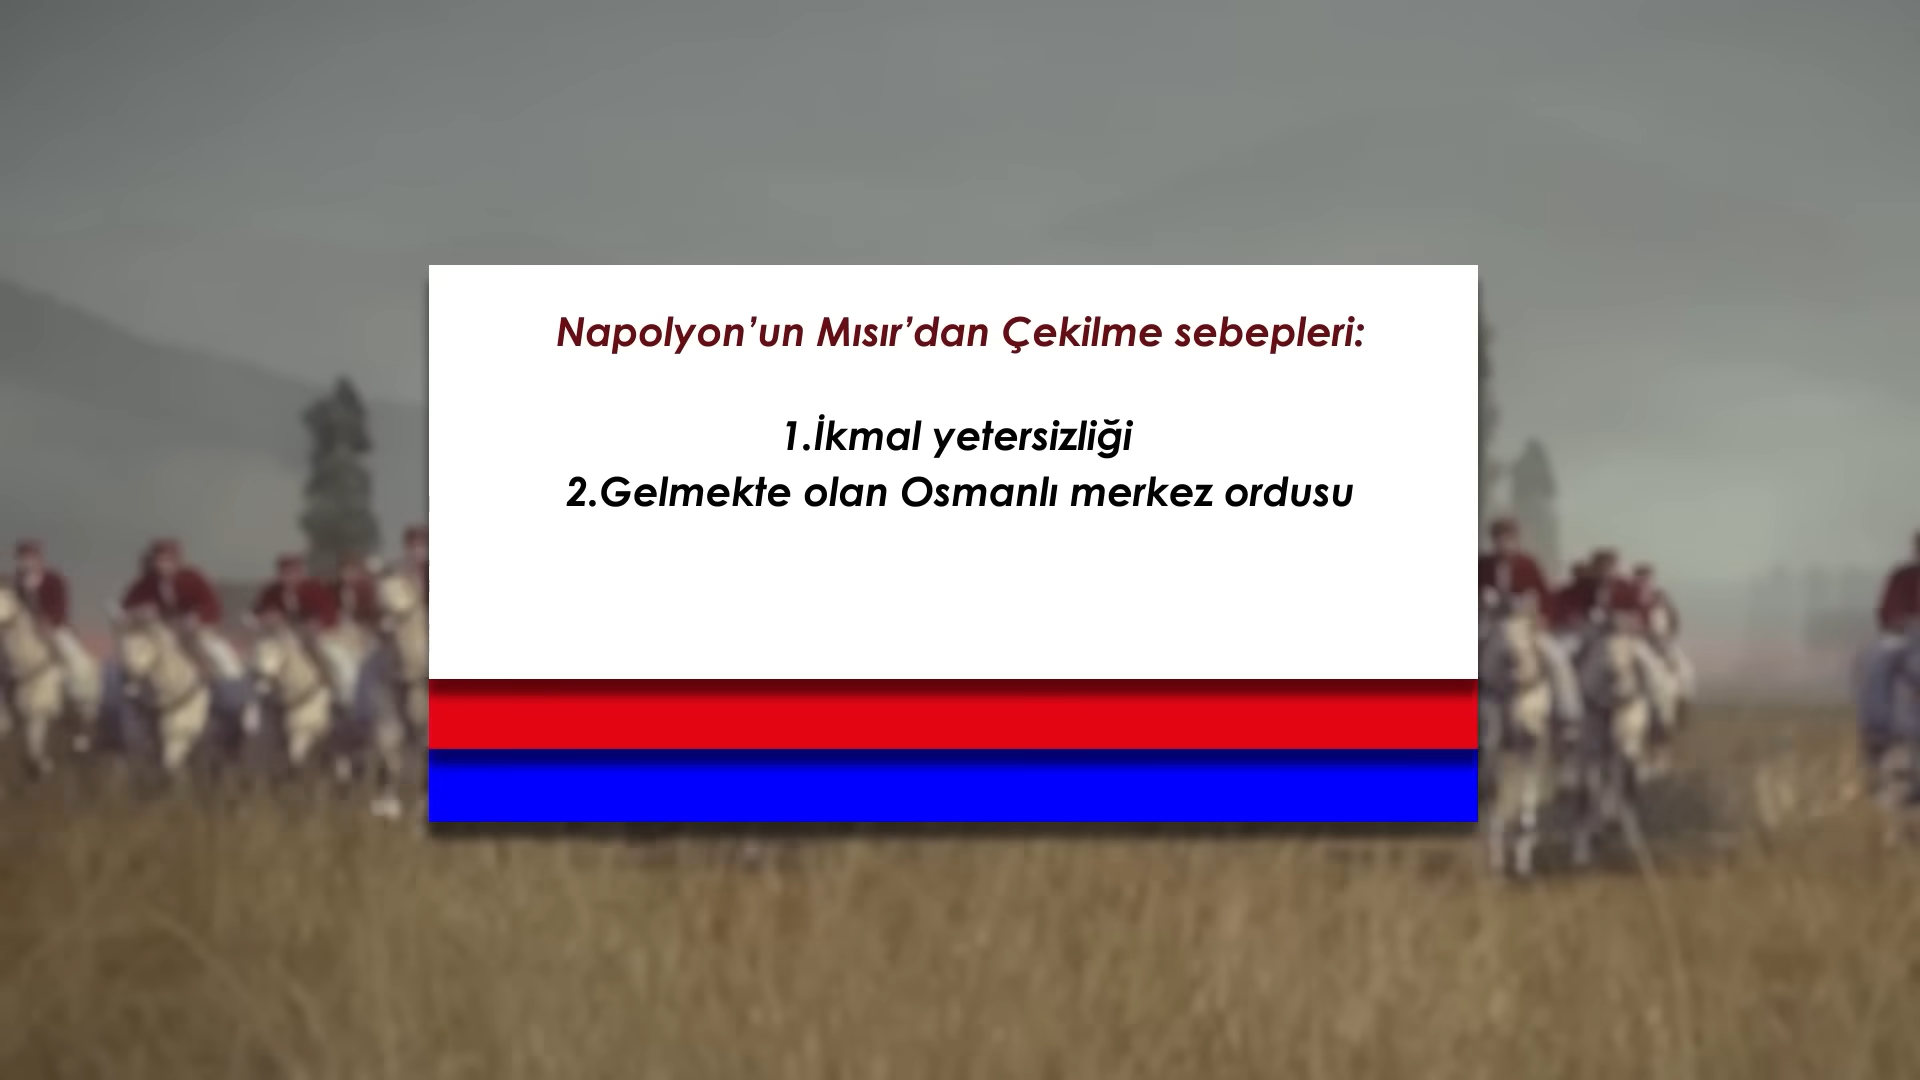 Napolyon’un Mısır’dan Çekilme sebepleri:
1.İkmal yetersizliği
2.Gelmekte olan Osmanlı merkez ordusu